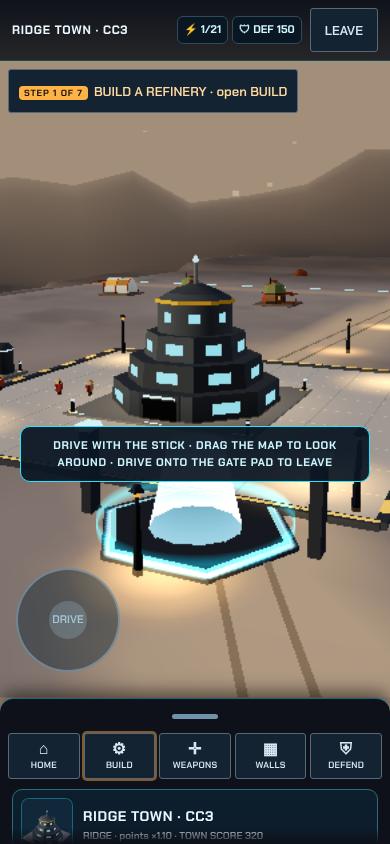 RIDGE TOWN · CC3
⚡ 1/21
🛡 DEF 150
LEAVE
STEP 1 OF 7 BUILD A REFINERY · open BUILD
DRIVE WITH THE STICK · DRAG THE MAP TO LOOK
AROUND · DRIVE ONTO THE GATE PAD TO LEAVE
DRIVE
HOME
BUILD
WEAPONS
WALLS
DEFEND
RIDGE TOWN · CC3
RIDGE · points ×1.10 · TOWN SCORE 320